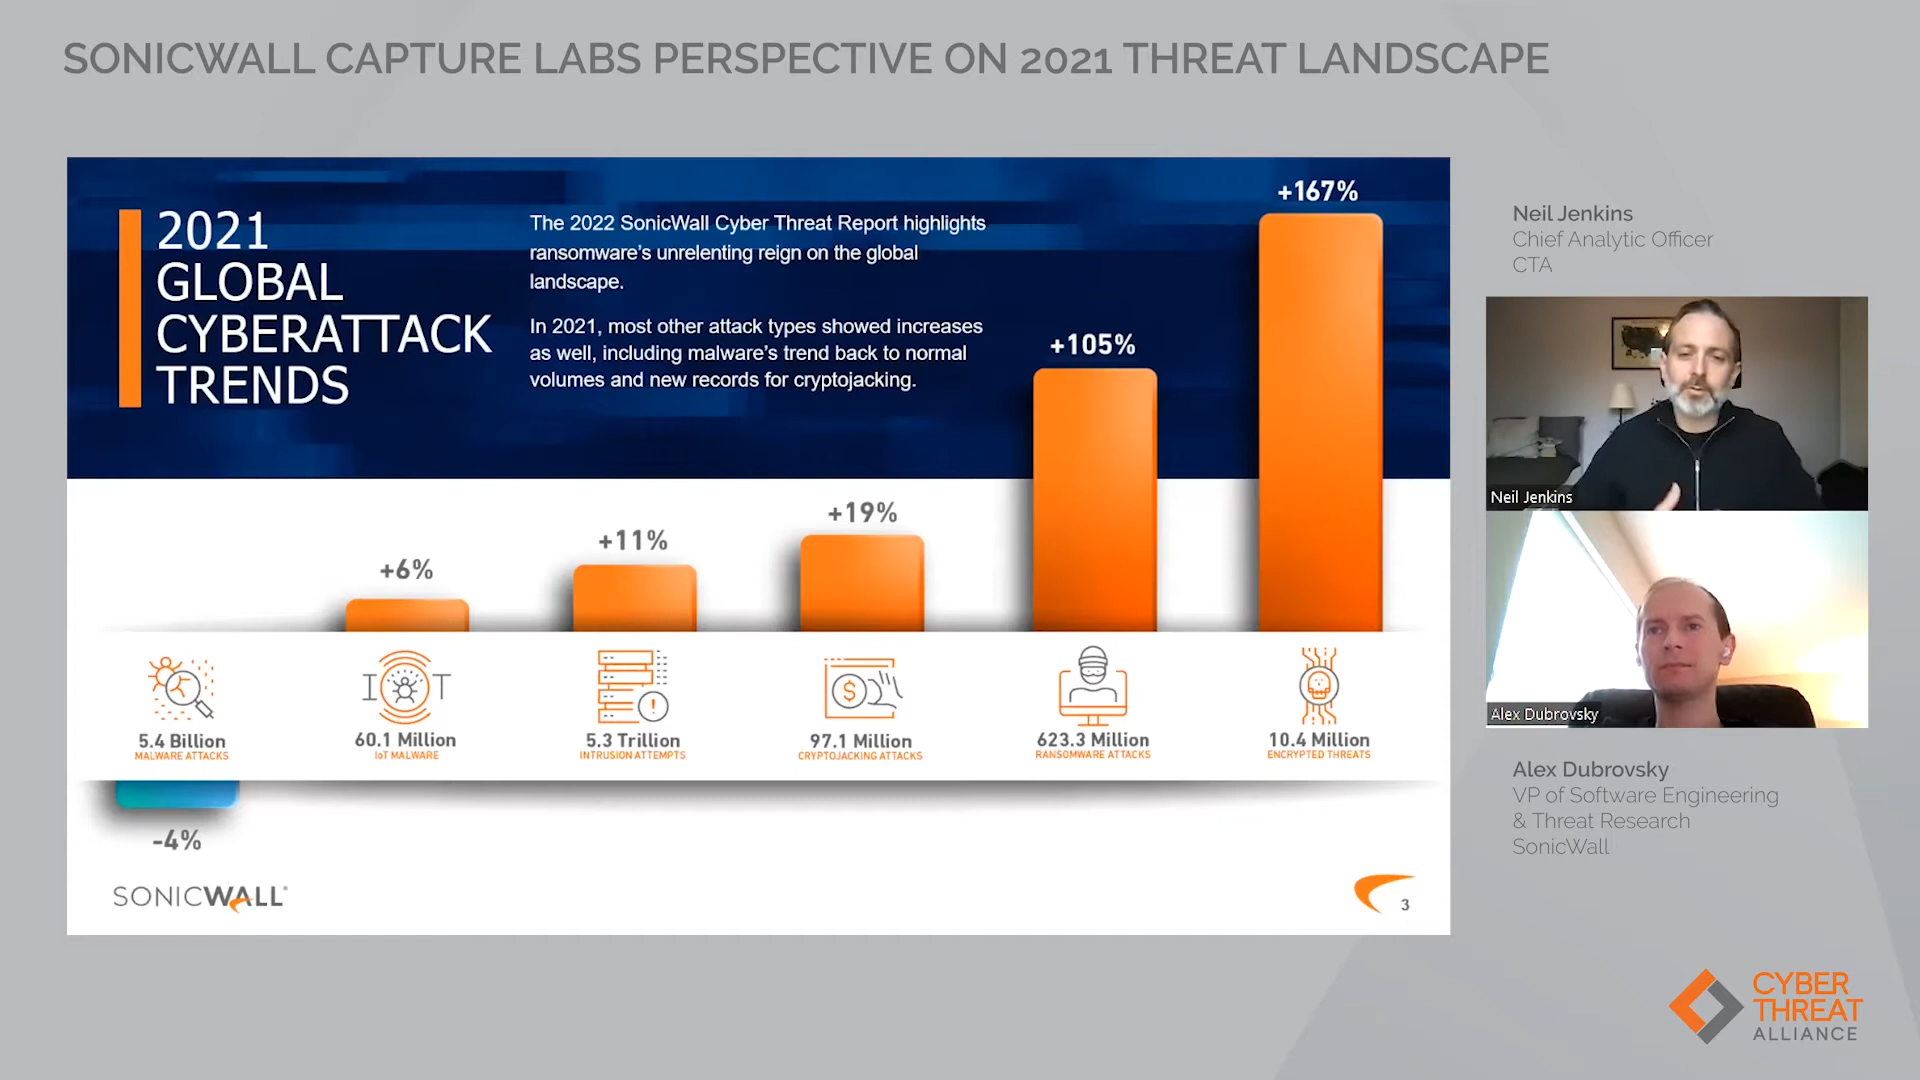 SONICWALL CAPTURE LABS PERSPECTIVE ON 2021 THREAT LANDSCAPE
2021
GLOBAL
CYBERATTACK
TRENDS
The 2022 SonicWall Cyber Threat Report highlights
ransomware’s unrelenting reign on the global
landscape.
In 2021, most other attack types showed increases
as well, including malware’s trend back to normal
volumes and new records for cryptojacking.
+6%
+11%
+19%
+105%
+167%
5.4 Billion
MALWARE ATTACKS
-4%
IOT
60.1 Million
IoT MALWARE
5.3 Trillion
INTRUSION ATTEMPTS
$
97.1 Million
CRYPTOJACKING ATTACKS
623.3 Million
RANSOMWARE ATTACKS
10.4 Million
ENCRYPTED THREATS
SONICWALL®
3
Neil Jenkins
Chief Analytic Officer
CTA
Neil Jenkins
Alex Dubrovsky
Alex Dubrovsky
VP of Software Engineering
& Threat Research
SonicWall
CYBER
THREAT
ALLIANCE